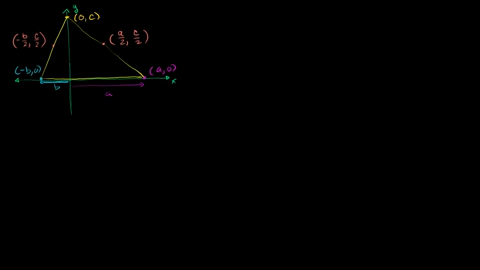 y
(0, c)
(-b/2, c/2)
(a/2, c/2)
(-b, 0)
(a, 0)
x
b
a